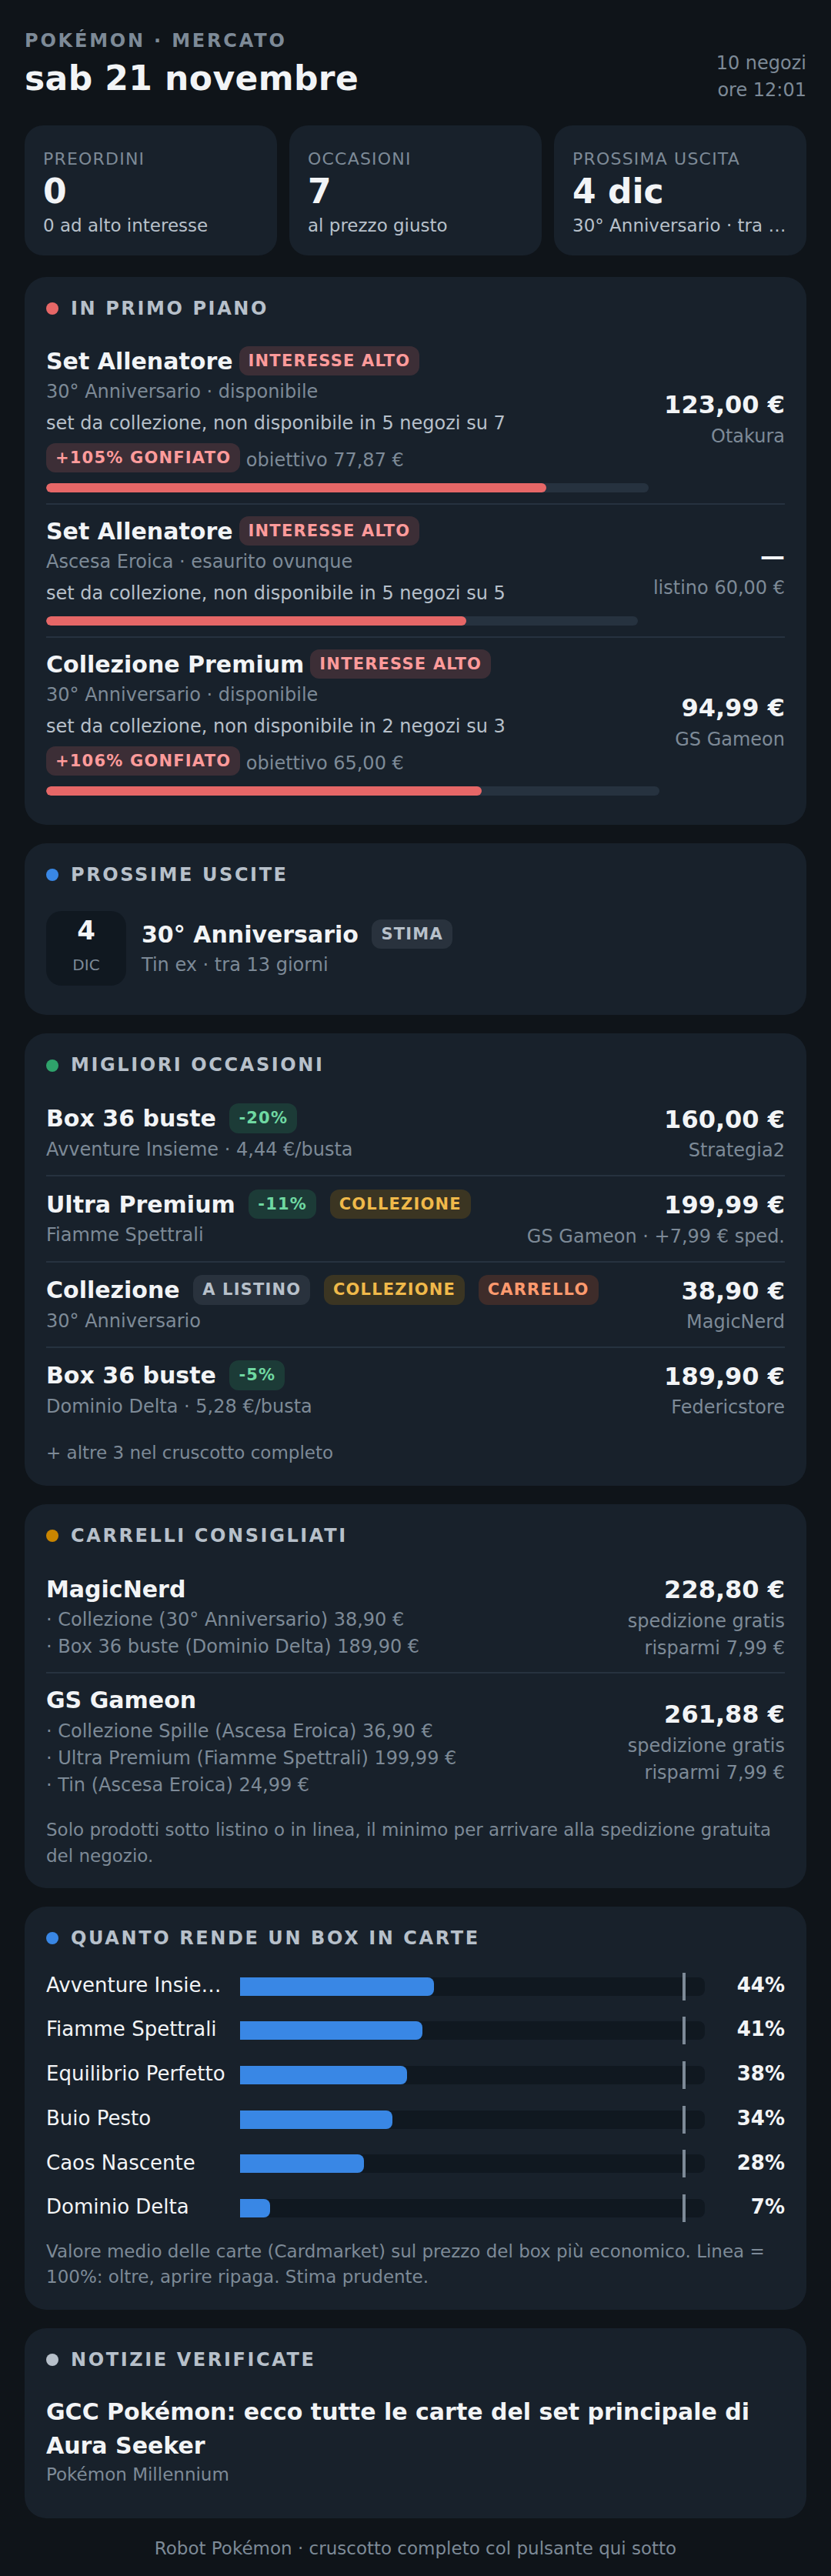 POKÉMON · MERCATO
sab 21 novembre
10 negozi
ore 12:01
PREORDINI
0
0 ad alto interesse
OCCASIONI
7
al prezzo giusto
PROSSIMA USCITA
4 dic
30° Anniversario · tra …
IN PRIMO PIANO
Set Allenatore INTERESSE ALTO
30° Anniversario · disponibile
set da collezione, non disponibile in 5 negozi su 7
+105% GONFIATO obiettivo 77,87 €
123,00 €
Otakura
Set Allenatore INTERESSE ALTO
Ascesa Eroica · esaurito ovunque
set da collezione, non disponibile in 5 negozi su 5
—
listino 60,00 €
Collezione Premium INTERESSE ALTO
30° Anniversario · disponibile
set da collezione, non disponibile in 2 negozi su 3
+106% GONFIATO obiettivo 65,00 €
94,99 €
GS Gameon
PROSSIME USCITE
4
DIC
30° Anniversario STIMA
Tin ex · tra 13 giorni
MIGLIORI OCCASIONI
Box 36 buste -20%
Avventure Insieme · 4,44 €/busta
160,00 €
Strategia2
Ultra Premium -11% COLLEZIONE
Fiamme Spettrali
199,99 €
GS Gameon · +7,99 € sped.
Collezione A LISTINO COLLEZIONE CARRELLO
30° Anniversario
38,90 €
MagicNerd
Box 36 buste -5%
Dominio Delta · 5,28 €/busta
189,90 €
Federicstore
+ altre 3 nel cruscotto completo
CARRELLI CONSIGLIATI
MagicNerd
· Collezione (30° Anniversario) 38,90 €
· Box 36 buste (Dominio Delta) 189,90 €
228,80 €
spedizione gratis
risparmi 7,99 €
GS Gameon
· Collezione Spille (Ascesa Eroica) 36,90 €
· Ultra Premium (Fiamme Spettrali) 199,99 €
· Tin (Ascesa Eroica) 24,99 €
261,88 €
spedizione gratis
risparmi 7,99 €
Solo prodotti sotto listino o in linea, il minimo per arrivare alla spedizione gratuita
del negozio.
QUANTO RENDE UN BOX IN CARTE
Avventure Insie… 44%
Fiamme Spettrali 41%
Equilibrio Perfetto 38%
Buio Pesto 34%
Caos Nascente 28%
Dominio Delta 7%
Valore medio delle carte (Cardmarket) sul prezzo del box più economico. Linea =
100%: oltre, aprire ripaga. Stima prudente.
NOTIZIE VERIFICATE
GCC Pokémon: ecco tutte le carte del set principale di
Aura Seeker
Pokémon Millennium
Robot Pokémon · cruscotto completo col pulsante qui sotto